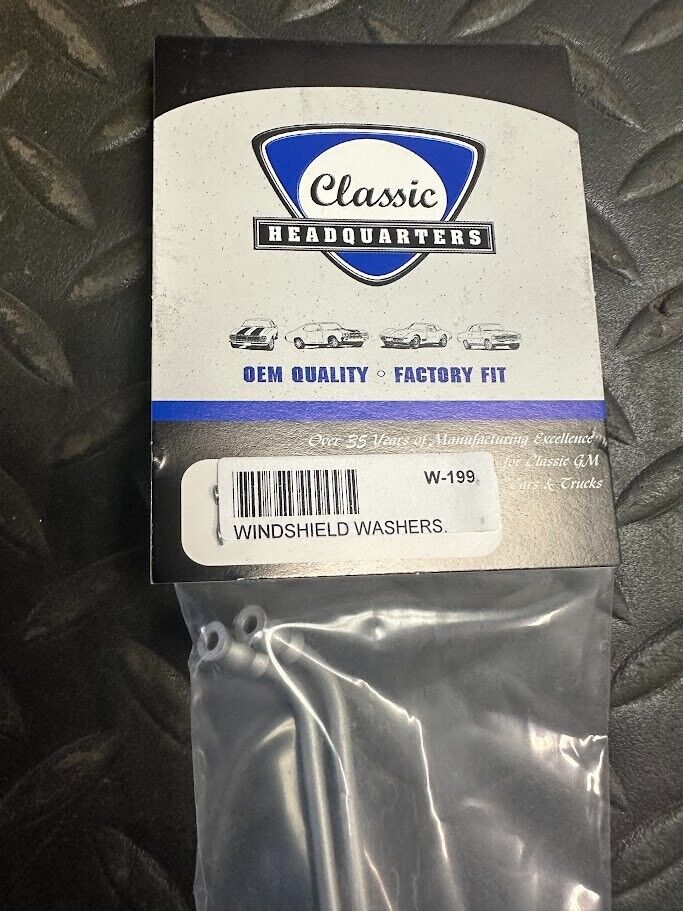 Classic
HEADQUARTERS
OEM QUALITY ◦ FACTORY FIT
Over 35 Years of Manufacturing Excellence
for Classic GM
Cars & Trucks
W-199
WINDSHIELD WASHERS.